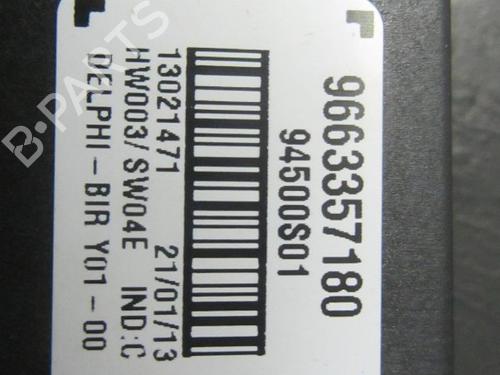 9663357180
94500S01
13021471 21/01/13
HW003/SW04E IND:C
DELPHI-BIR Y01-00
B-PARTS